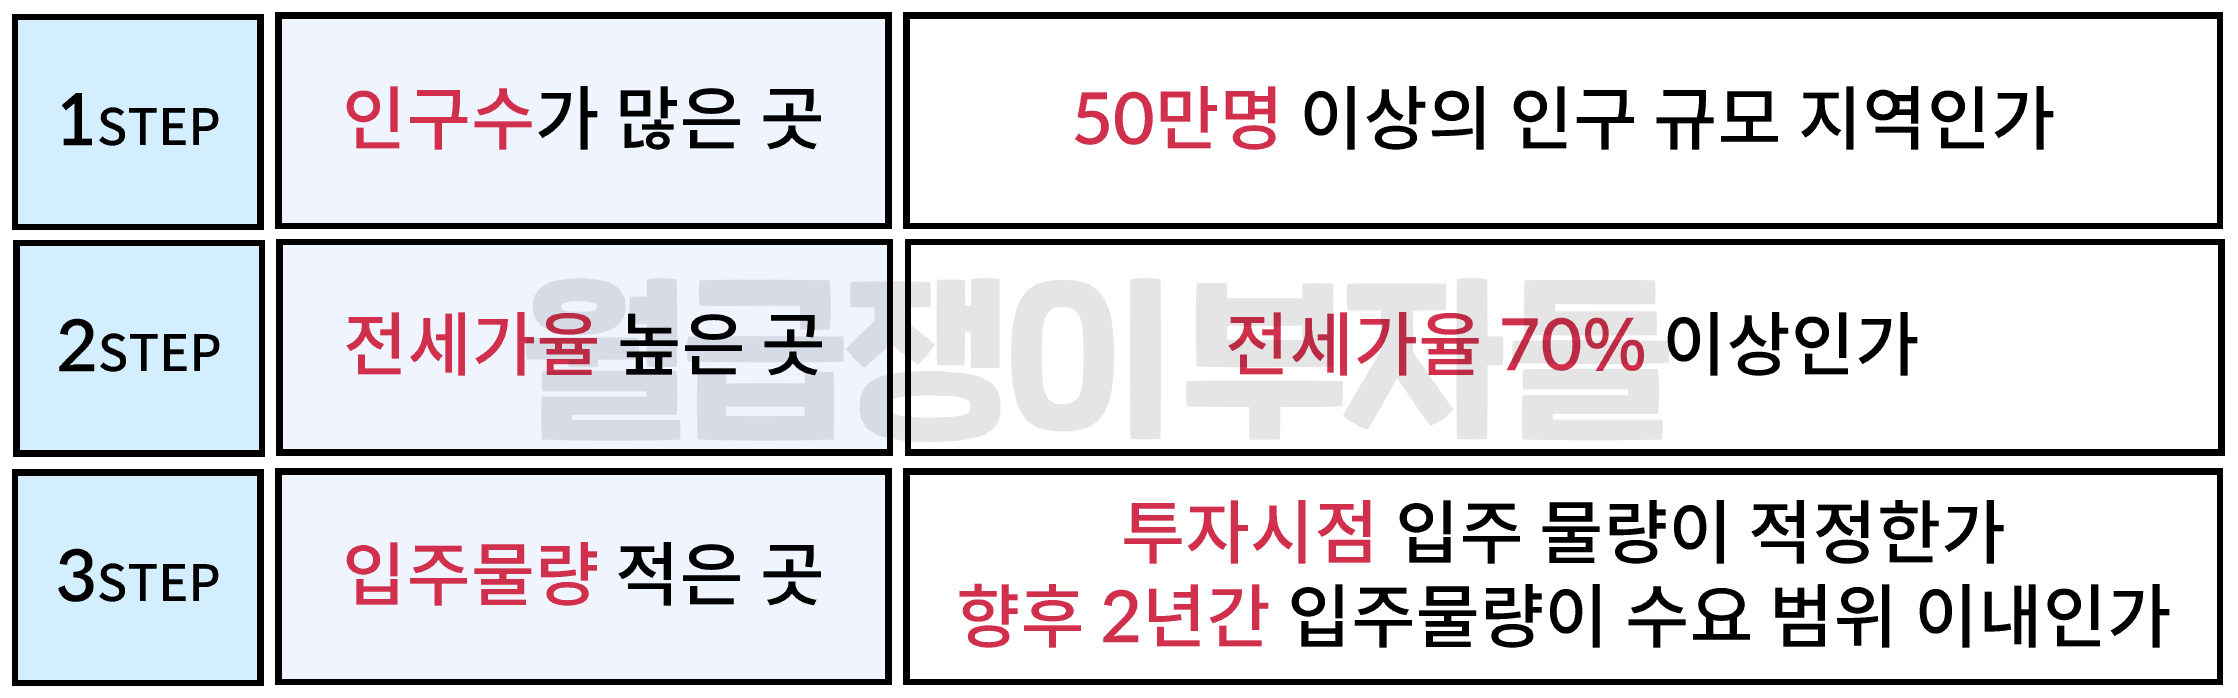 1STEP
인구수가 많은 곳
50만명 이상의 인구 규모 지역인가
2STEP
전세가율 높은 곳
전세가율 70% 이상인가
월급쟁이부자들
3STEP
입주물량 적은 곳
투자시점 입주 물량이 적정한가
향후 2년간 입주물량이 수요 범위 이내인가